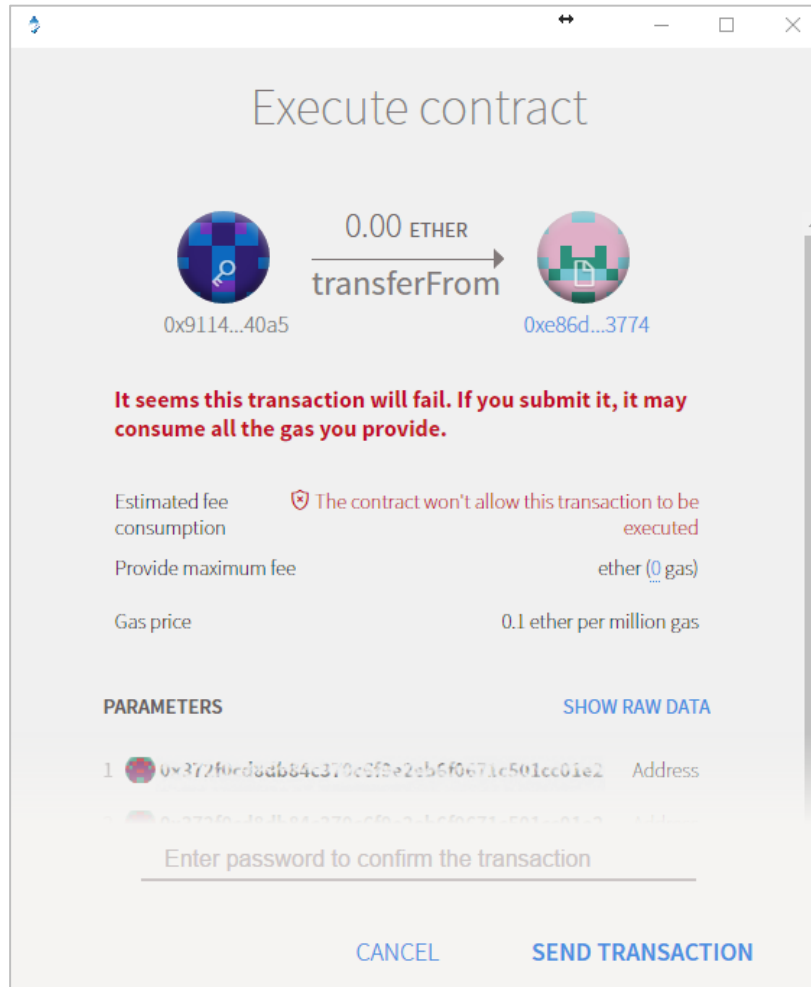 Execute contract
0.00 ETHER
transferFrom
0x9114...40a5
0xe86d...3774
It seems this transaction will fail. If you submit it, it may
consume all the gas you provide.
Estimated fee
consumption
The contract won't allow this transaction to be
executed
Provide maximum fee
ether (0 gas)
Gas price
0.1 ether per million gas
PARAMETERS
SHOW RAW DATA
1
Address
Enter password to confirm the transaction
CANCEL
SEND TRANSACTION